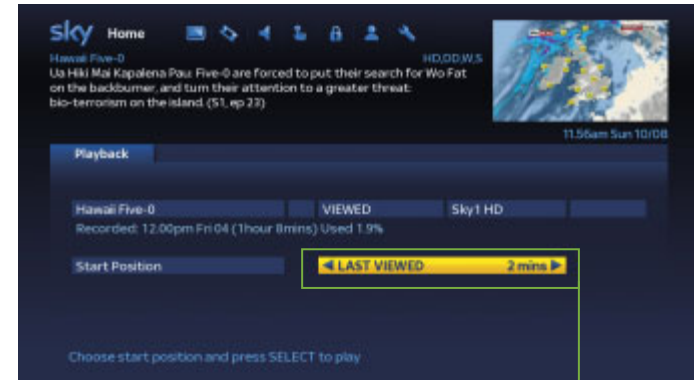 sky Home
Hawaii Five-0 HD,DD,W,S
Ua Hiki Mai Kapalena Pau: Five-0 are forced to put their search for Wo Fat
on the backburner, and turn their attention to a greater threat:
bio-terrorism on the island. (S1, ep 23)
11.56am Sun 10/08
Playback
Hawaii Five-0 VIEWED Sky1 HD
Recorded: 12.00pm Fri 04 (1hour 8mins) Used 1.9%
Start Position LAST VIEWED 2 mins
Choose start position and press SELECT to play